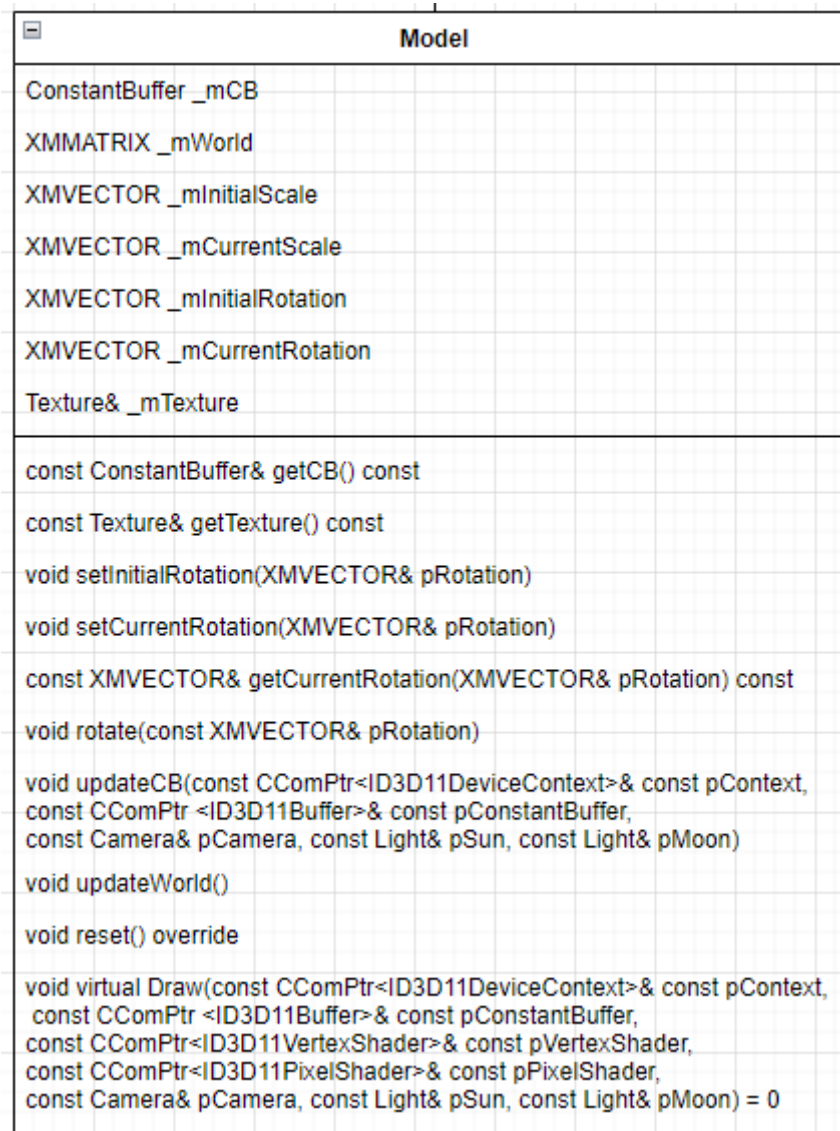 Model
ConstantBuffer _mCB
XMMATRIX _mWorld
XMVECTOR _mInitialScale
XMVECTOR _mCurrentScale
XMVECTOR _mInitialRotation
XMVECTOR _mCurrentRotation
Texture& _mTexture
const ConstantBuffer& getCB() const
const Texture& getTexture() const
void setInitialRotation(XMVECTOR& pRotation)
void setCurrentRotation(XMVECTOR& pRotation)
const XMVECTOR& getCurrentRotation(XMVECTOR& pRotation) const
void rotate(const XMVECTOR& pRotation)
void updateCB(const CComPtr<ID3D11DeviceContext>& const pContext,
const CComPtr <ID3D11Buffer>& const pConstantBuffer,
const Camera& pCamera, const Light& pSun, const Light& pMoon)
void updateWorld()
void reset() override
void virtual Draw(const CComPtr<ID3D11DeviceContext>& const pContext,
const CComPtr <ID3D11Buffer>& const pConstantBuffer,
const CComPtr<ID3D11VertexShader>& const pVertexShader,
const CComPtr<ID3D11PixelShader>& const pPixelShader,
const Camera& pCamera, const Light& pSun, const Light& pMoon) = 0